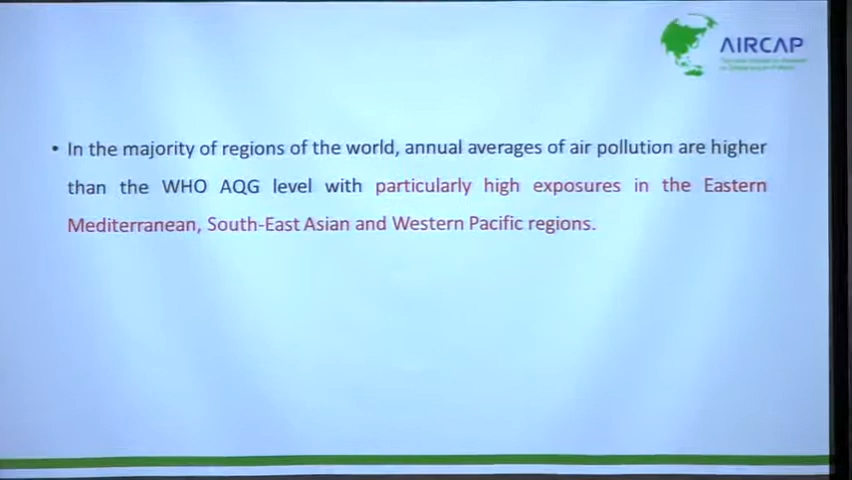 AIRCAP
• In the majority of regions of the world, annual averages of air pollution are higher
than the WHO AQG level with particularly high exposures in the Eastern
Mediterranean, South-East Asian and Western Pacific regions.